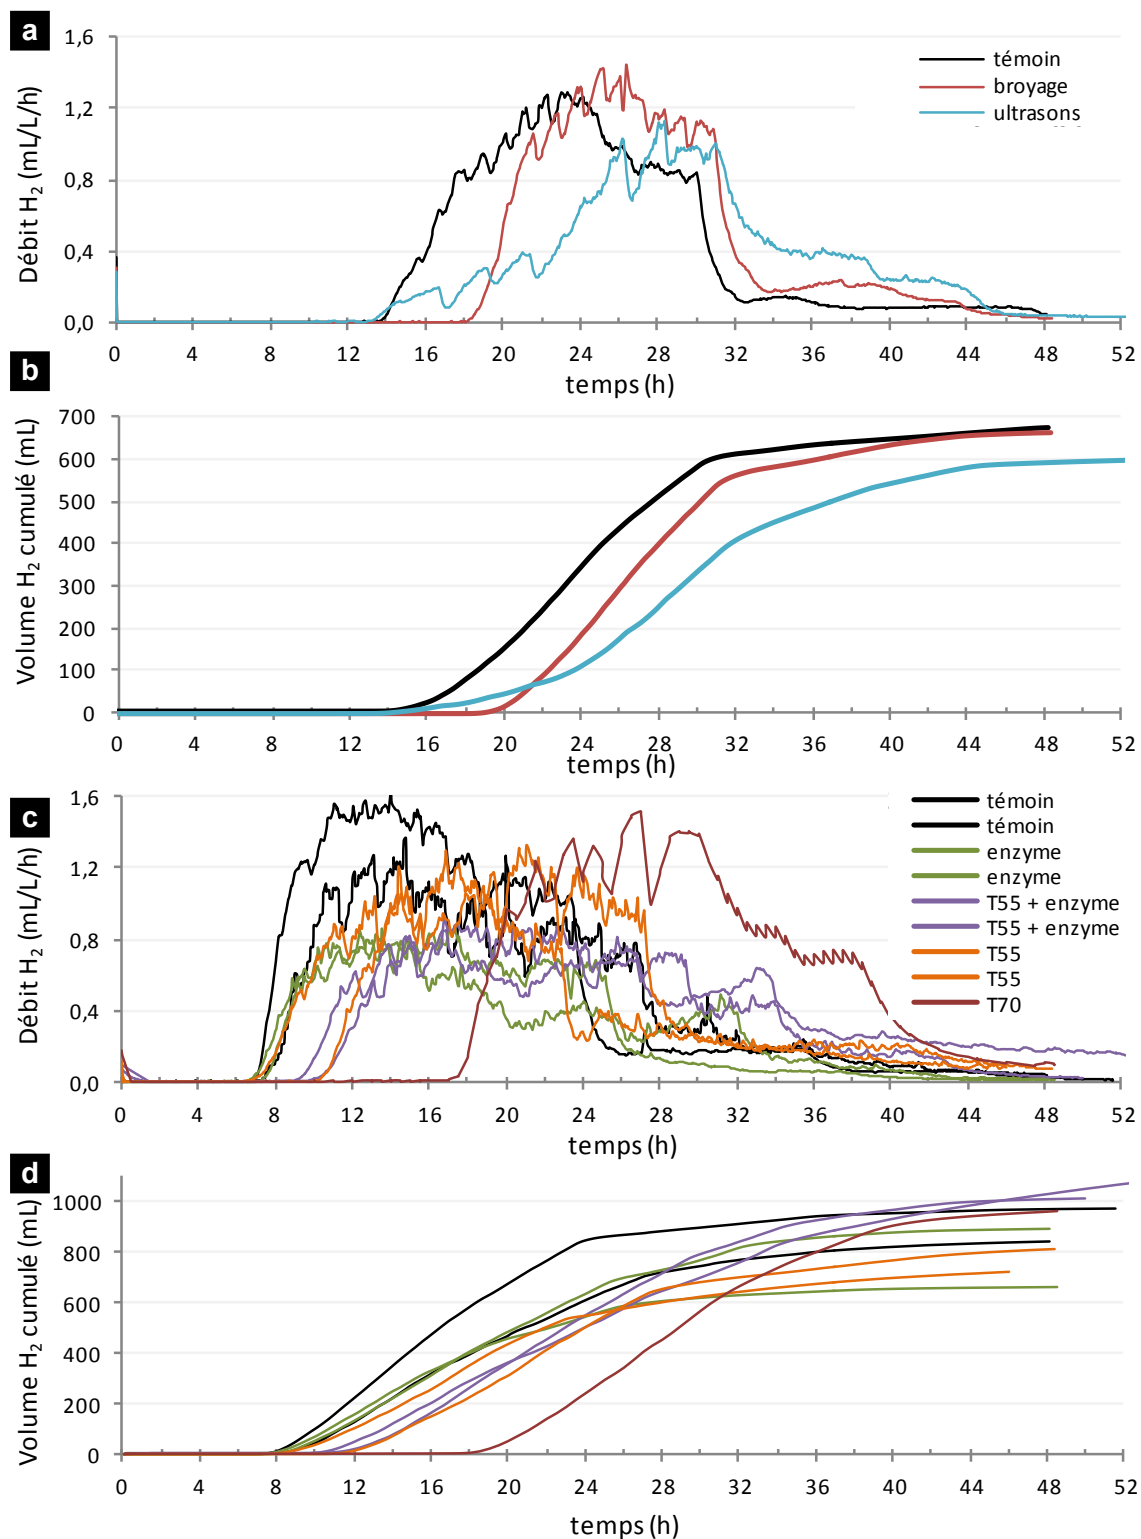 a
Débit H2 (mL/L/h)
1,6
1,2
0,8
0,4
0,0
témoin
broyage
ultrasons
0 4 8 12 16 20 24 28 32 36 40 44 48 52
temps (h)
b
Volume H2 cumulé (mL)
700
600
500
400
300
200
100
0
0 4 8 12 16 20 24 28 32 36 40 44 48 52
temps (h)
c
Débit H2 (mL/L/h)
1,6
1,2
0,8
0,4
0,0
témoin
témoin
enzyme
enzyme
T55 + enzyme
T55 + enzyme
T55
T55
T70
0 4 8 12 16 20 24 28 32 36 40 44 48 52
temps (h)
d
Volume H2 cumulé (mL)
1000
800
600
400
200
0
0 4 8 12 16 20 24 28 32 36 40 44 48 52
temps (h)